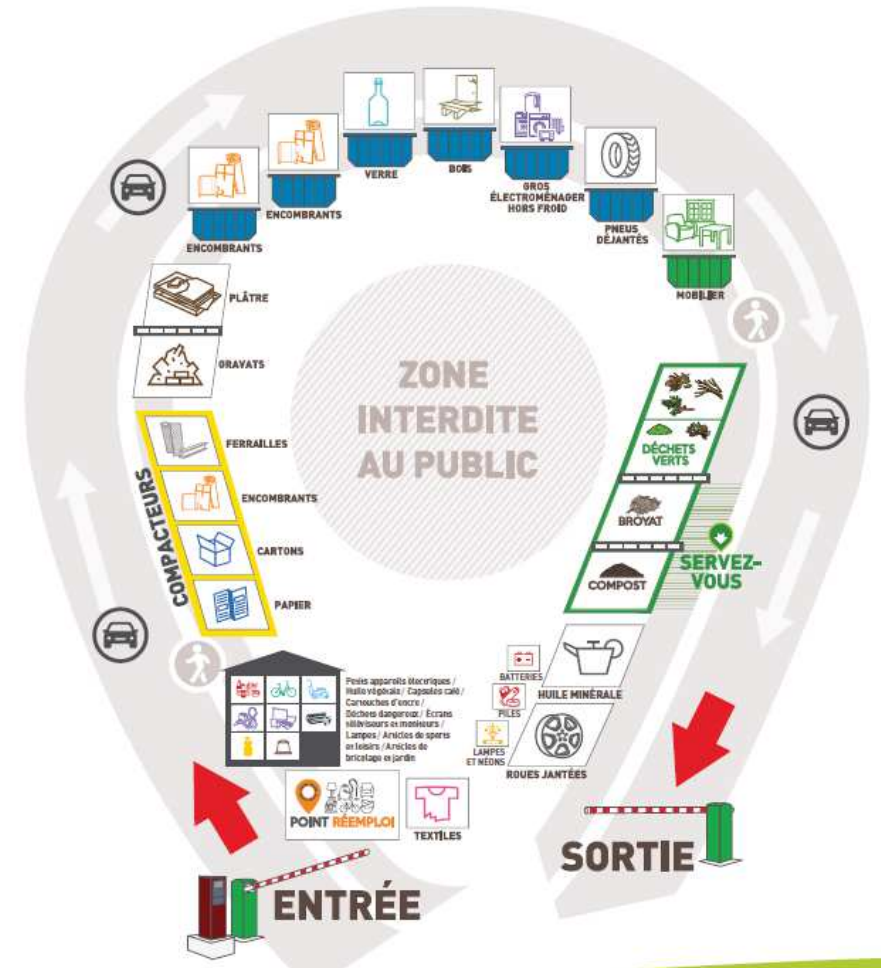 VERRE
BOIS
GROS
ÉLECTROMÉNAGER
HORS FROID
ENCOMBRANTS
ENCOMBRANTS
PNEUS
DÉJANTÉS
MOBILIER
PLÂTRE
GRAVATS
ZONE
INTERDITE
AU PUBLIC
COMPACTEURS
FERRAILLES
ENCOMBRANTS
CARTONS
PAPIER
DÉCHETS
VERTS
BROYAT
SERVEZ-
VOUS
COMPOST
Petits appareils électriques /
Huile végétale / Capsules café /
Cartouches d'encre /
Déchets dangereux / Écrans
téléviseurs et moniteurs /
Lampes / Articles de sports
et loisirs / Articles de
bricolage et jardin
BATTERIES
HUILE MINÉRALE
PILES
LAMPES
ET NÉONS
ROUES JANTÉES
POINT RÉEMPLOI
TEXTILES
SORTIE
ENTRÉE